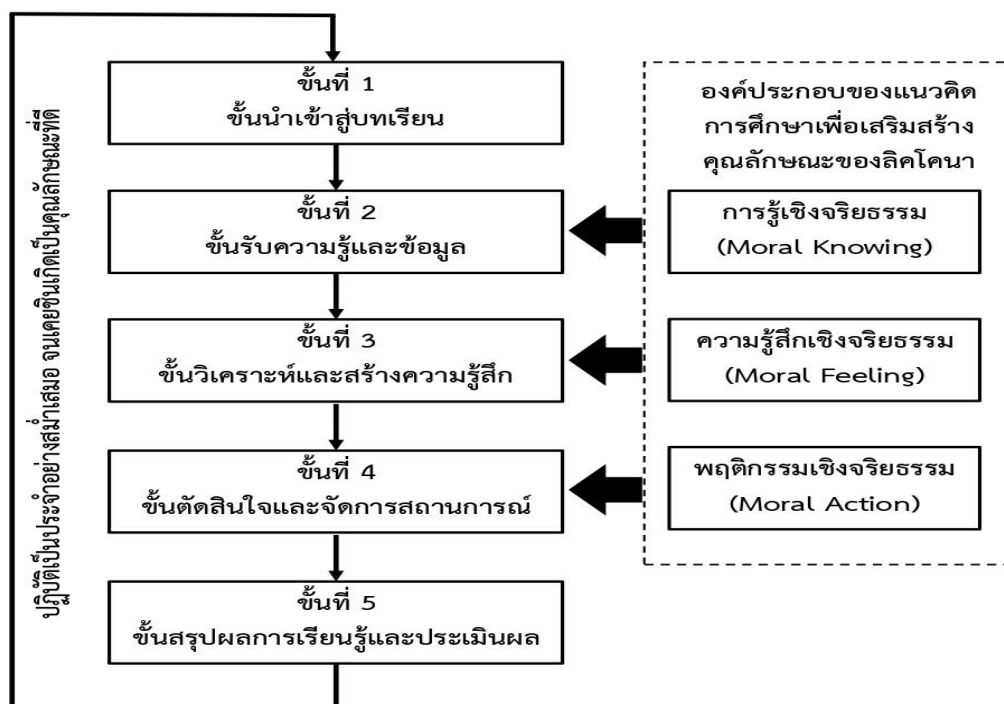 ปฏิบัติเป็นประจำอย่างสม่ำเสมอ จนเคยชินเกิดเป็นคุณลักษณะที่ดี
ขั้นที่ 1
ขั้นนำเข้าสู่บทเรียน
ขั้นที่ 2
ขั้นรับความรู้และข้อมูล
ขั้นที่ 3
ขั้นวิเคราะห์และสร้างความรู้สึก
ขั้นที่ 4
ขั้นตัดสินใจและจัดการสถานการณ์
ขั้นที่ 5
ขั้นสรุปผลการเรียนรู้และประเมินผล
องค์ประกอบของแนวคิด
การศึกษาเพื่อเสริมสร้าง
คุณลักษณะของลิคโคนา
การรู้เชิงจริยธรรม
(Moral Knowing)
ความรู้สึกเชิงจริยธรรม
(Moral Feeling)
พฤติกรรมเชิงจริยธรรม
(Moral Action)